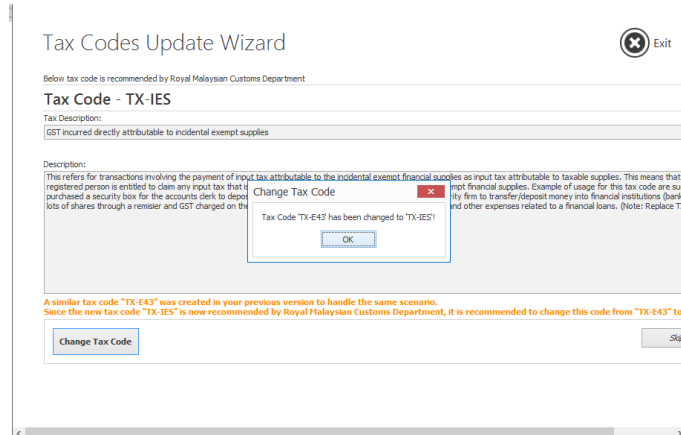 Tax Codes Update Wizard
Exit
Below tax code is recommended by Royal Malaysian Customs Department
Tax Code - TX-IES
Tax Description:
GST incurred directly attributable to incidental exempt supplies
Description:
This refers for transactions involving the payment of input tax attributable to the incidental exempt financial supplies as input tax attributable to taxable supplies. This means that
registered person is entitled to claim any input tax that is empt financial supplies. Example of usage for this tax code are su
purchased a security box for the accounts clerk to depos rity firm to transfer/deposit money into financial institutions (bank
lots of shares through a remisier and GST charged on the and other expenses related to a financial loans. (Note: Replace T
Change Tax Code
Tax Code 'TX-E43' has been changed to 'TX-IES'!
OK
A similar tax code "TX-E43" was created in your previous version to handle the same scenario.
Since the new tax code "TX-IES" is now recommended by Royal Malaysian Customs Department, it is recommended to change this code from "TX-E43" to
Change Tax Code
Skip